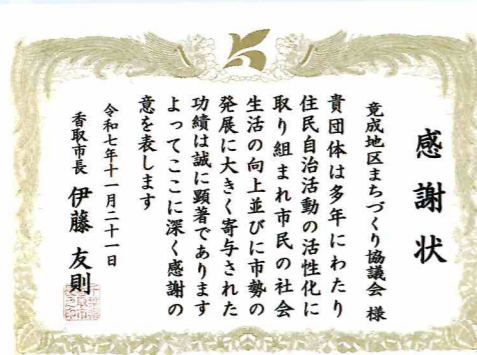 感謝状
竟成地区まちづくり協議会 様
貴団体は多年にわたり
住民自治活動の活性化に
取り組まれ市民の社会
生活の向上並びに市勢の
発展に大きく寄与された
功績は誠に顕著であります
よってここに深く感謝の
意を表します
令和七年十一月二十一日
香取市長 伊藤 友則